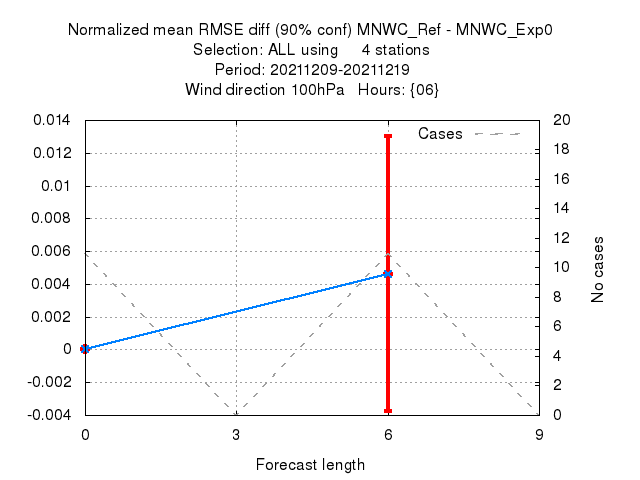 Normalized mean RMSE diff (90% conf) MNWC_Ref - MNWC_Exp0
Selection: ALL using 4 stations
Period: 20211209-20211219
Wind direction 100hPa Hours: {06}
Cases
0.014
0.012
0.01
0.008
0.006
0.004
0.002
0
-0.002
-0.004
20
18
16
14
12
10
8
6
4
2
0
No cases
0 3 6 9
Forecast length